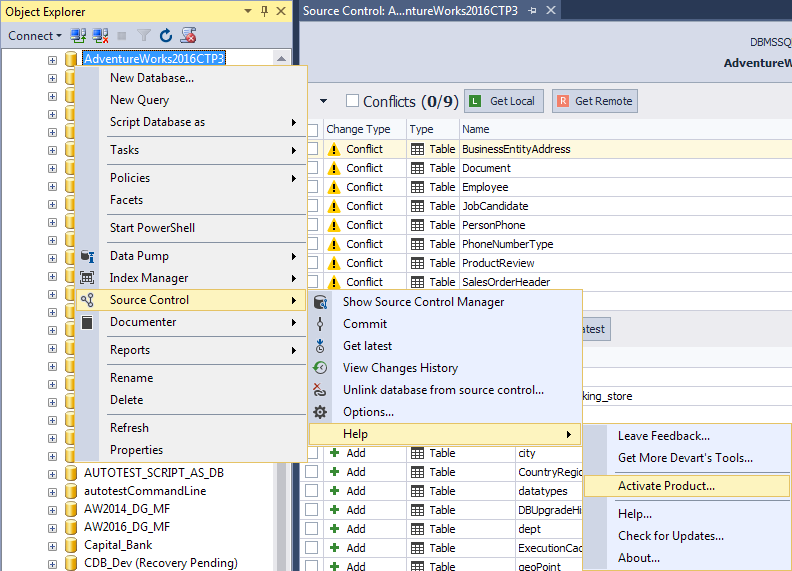 Object Explorer
Connect
AdventureWorks2016CTP3
New Database...
New Query
Script Database as
Tasks
Policies
Facets
Start PowerShell
Data Pump
Index Manager
Source Control
Documenter
Reports
Rename
Delete
Refresh
Properties
AUTOTEST_SCRIPT_AS_DB
autotestCommandLine
AW2014_DG_MF
AW2016_DG_MF
Capital_Bank
CDB_Dev (Recovery Pending)
Source Control: A...ntureWorks2016CTP3
DBMSSQ
AdventureW
Conflicts (0/9) L Get Local R Get Remote
Change Type Type Name
Conflict Table BusinessEntityAddress
Conflict Table Document
Conflict Table Employee
Conflict Table JobCandidate
Conflict Table PersonPhone
Conflict Table PhoneNumberType
Conflict Table ProductReview
Conflict Table SalesOrderHeader
Show Source Control Manager
Commit
Get latest
View Changes History
Unlink database from source control...
Options...
Help
atest
king_store
Add Table city
Add Table CountryRegio
Add Table datatypes
Add Table DBUpgradeHi
Add Table dept
Add Table ExecutionCac
Add Table geoPoint
Leave Feedback...
Get More Devart's Tools...
Activate Product...
Help...
Check for Updates...
About...